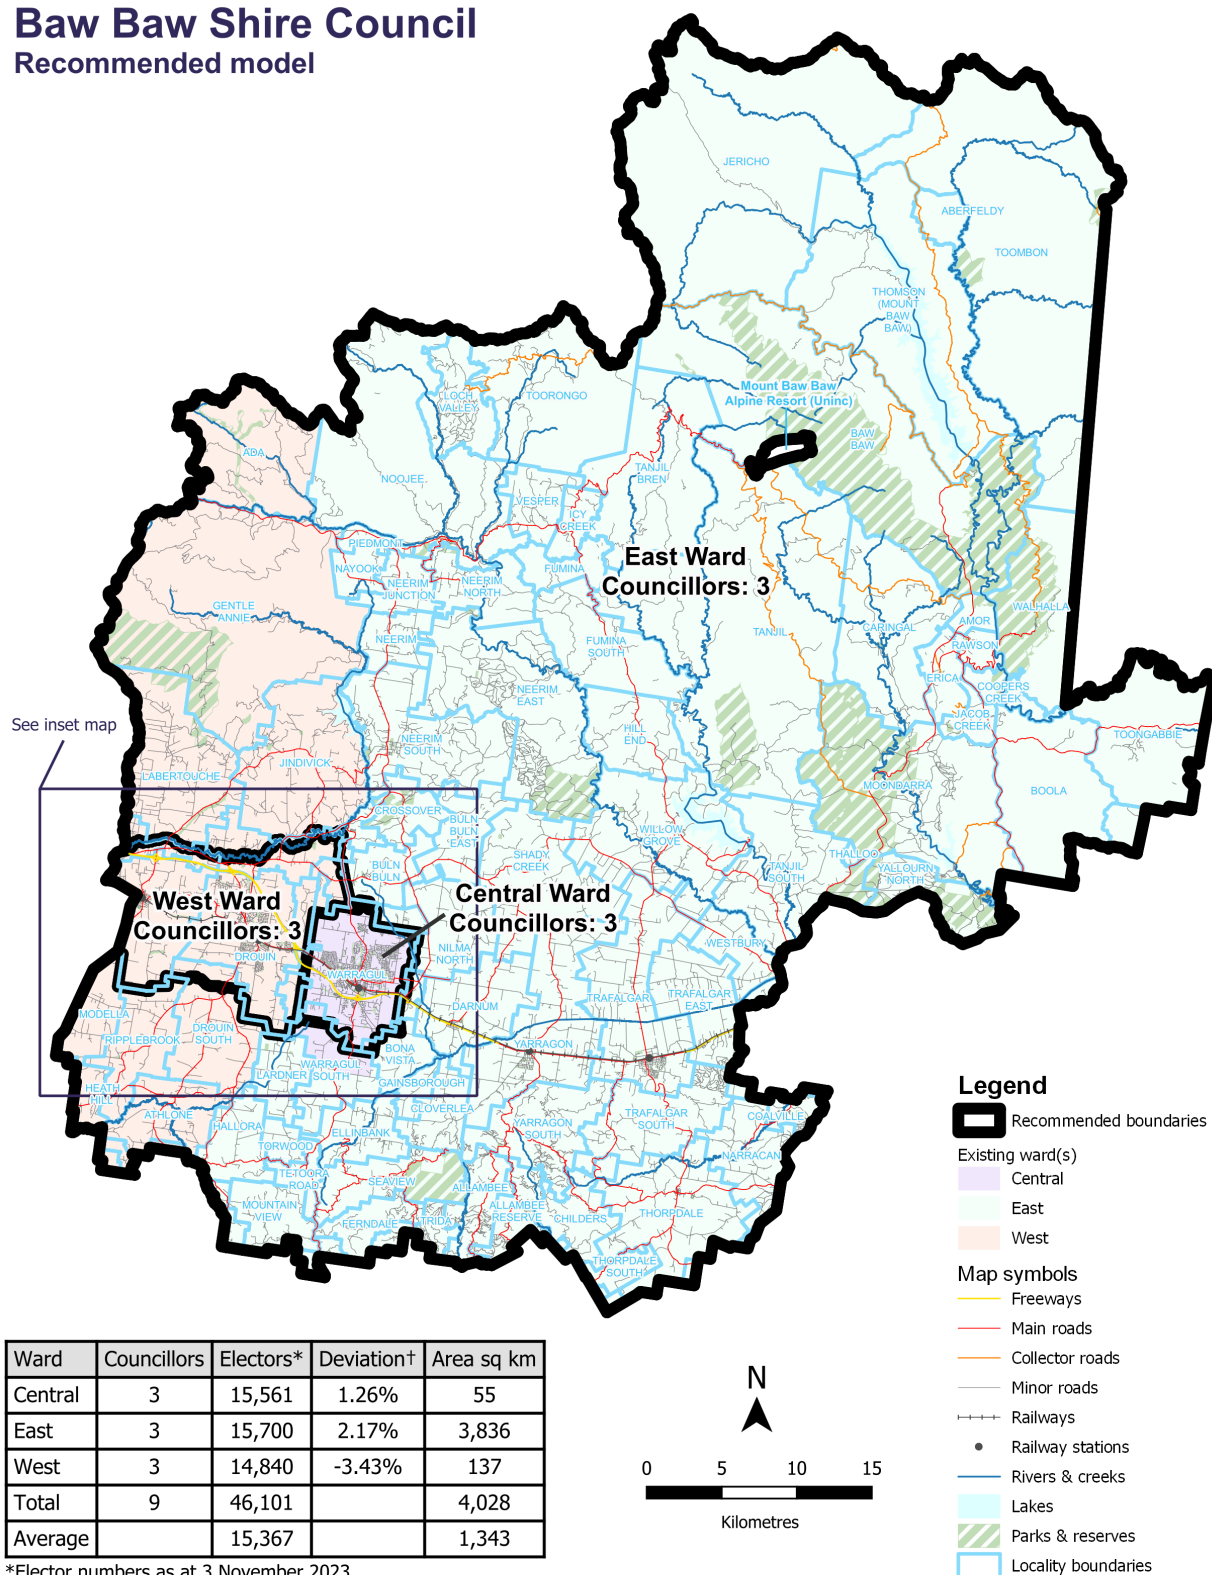 Baw Baw Shire Council
Recommended model
JERICHO
ABERFELDY
TOOMBON
THOMSON
(MOUNT
BAW
BAW)
Mount Baw Baw
Alpine Resort (Uninc)
LOCH
VALLEY
TOORONGO
BAW
BAW
ADA
NOOJEE
TANJIL
BREN
VESPER
ICY
CREEK
PIEDMONT
East Ward
Councillors: 3
NAYOOK
FUMINA
NEERIM
JUNCTION
NEERIM
NORTH
GENTLE
ANNIE
WALHALLA
AMOR
CARINGAL
TANJIL
NEERIM
FUMINA
SOUTH
RAWSON
ERICA
COOPERS
CREEK
NEERIM
EAST
See inset map
JACOB
CREEK
HILL
END
TOONGABBIE
NEERIM
SOUTH
JINDIVICK
LABERTOUCHE
MOONDARRA
BOOLA
CROSSOVER
BULN
BULN
EAST
WILLOW
GROVE
SHADY
CREEK
THALLOO
BULN
BULN
TANJIL
SOUTH
YALLOURN
NORTH
West Ward
Councillors: 3
Central Ward
Councillors: 3
NILMA
NORTH
WESTBURY
DROUIN
WARRAGUL
TRAFALGAR
TRAFALGAR
EAST
DARNUM
MODELLA
DROUIN
SOUTH
RIPPLEBROOK
YARRAGON
BONA
VISTA
WARRAGUL
SOUTH
LARDNER
GAINSBOROUGH
HEATH
HILL
CLOVERLEA
ATHLONE
HALLORA
ELLINBANK
YARRAGON
SOUTH
TRAFALGAR
SOUTH
COALVILLE
TORWOOD
NARRACAN
TETOORA
ROAD
SEAVIEW
ALLAMBEE
MOUNTAIN
VIEW
FERNDALE
TRIDA
ALLAMBEE
RESERVE
CHILDERS
THORPDALE
THORPDALE
SOUTH
Legend
Recommended boundaries
Existing ward(s)
Central
East
West
Map symbols
Freeways
Main roads
Collector roads
Minor roads
Railways
Railway stations
Rivers & creeks
Lakes
Parks & reserves
Locality boundaries
Ward Councillors Electors* Deviation† Area sq km
Central 3 15,561 1.26% 55
East 3 15,700 2.17% 3,836
West 3 14,840 -3.43% 137
Total 9 46,101 4,028
Average 15,367 1,343
*Elector numbers as at 3 November 2023
N
0 5 10 15
Kilometres